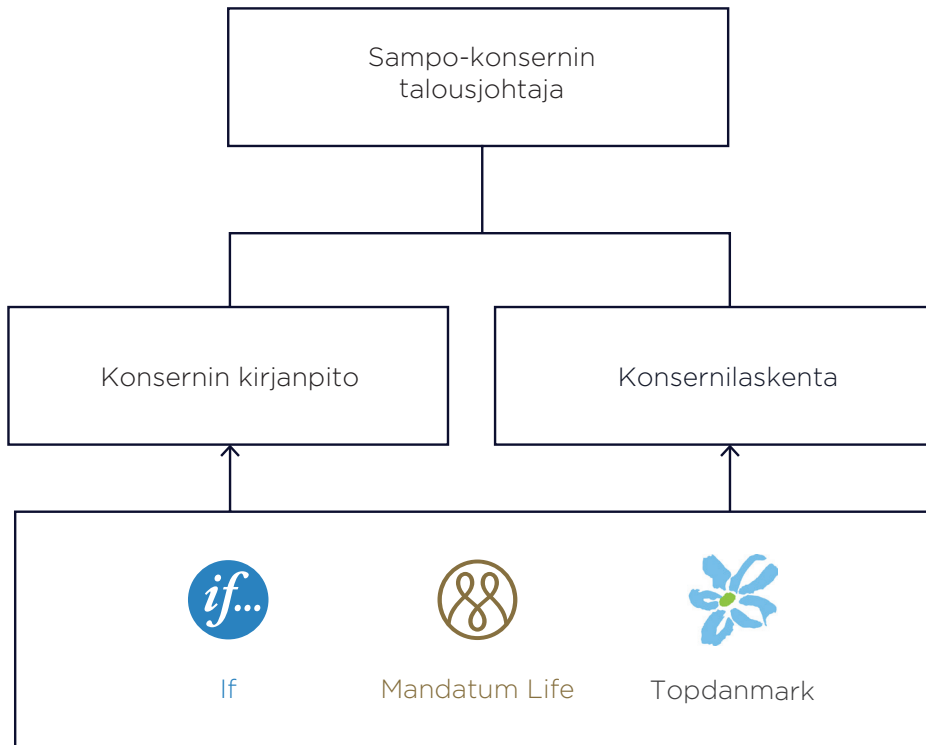 Sampo-konsernin
talousjohtaja
Konsernin kirjanpito
Konsernilaskenta
if...
If
Mandatum Life
Topdanmark